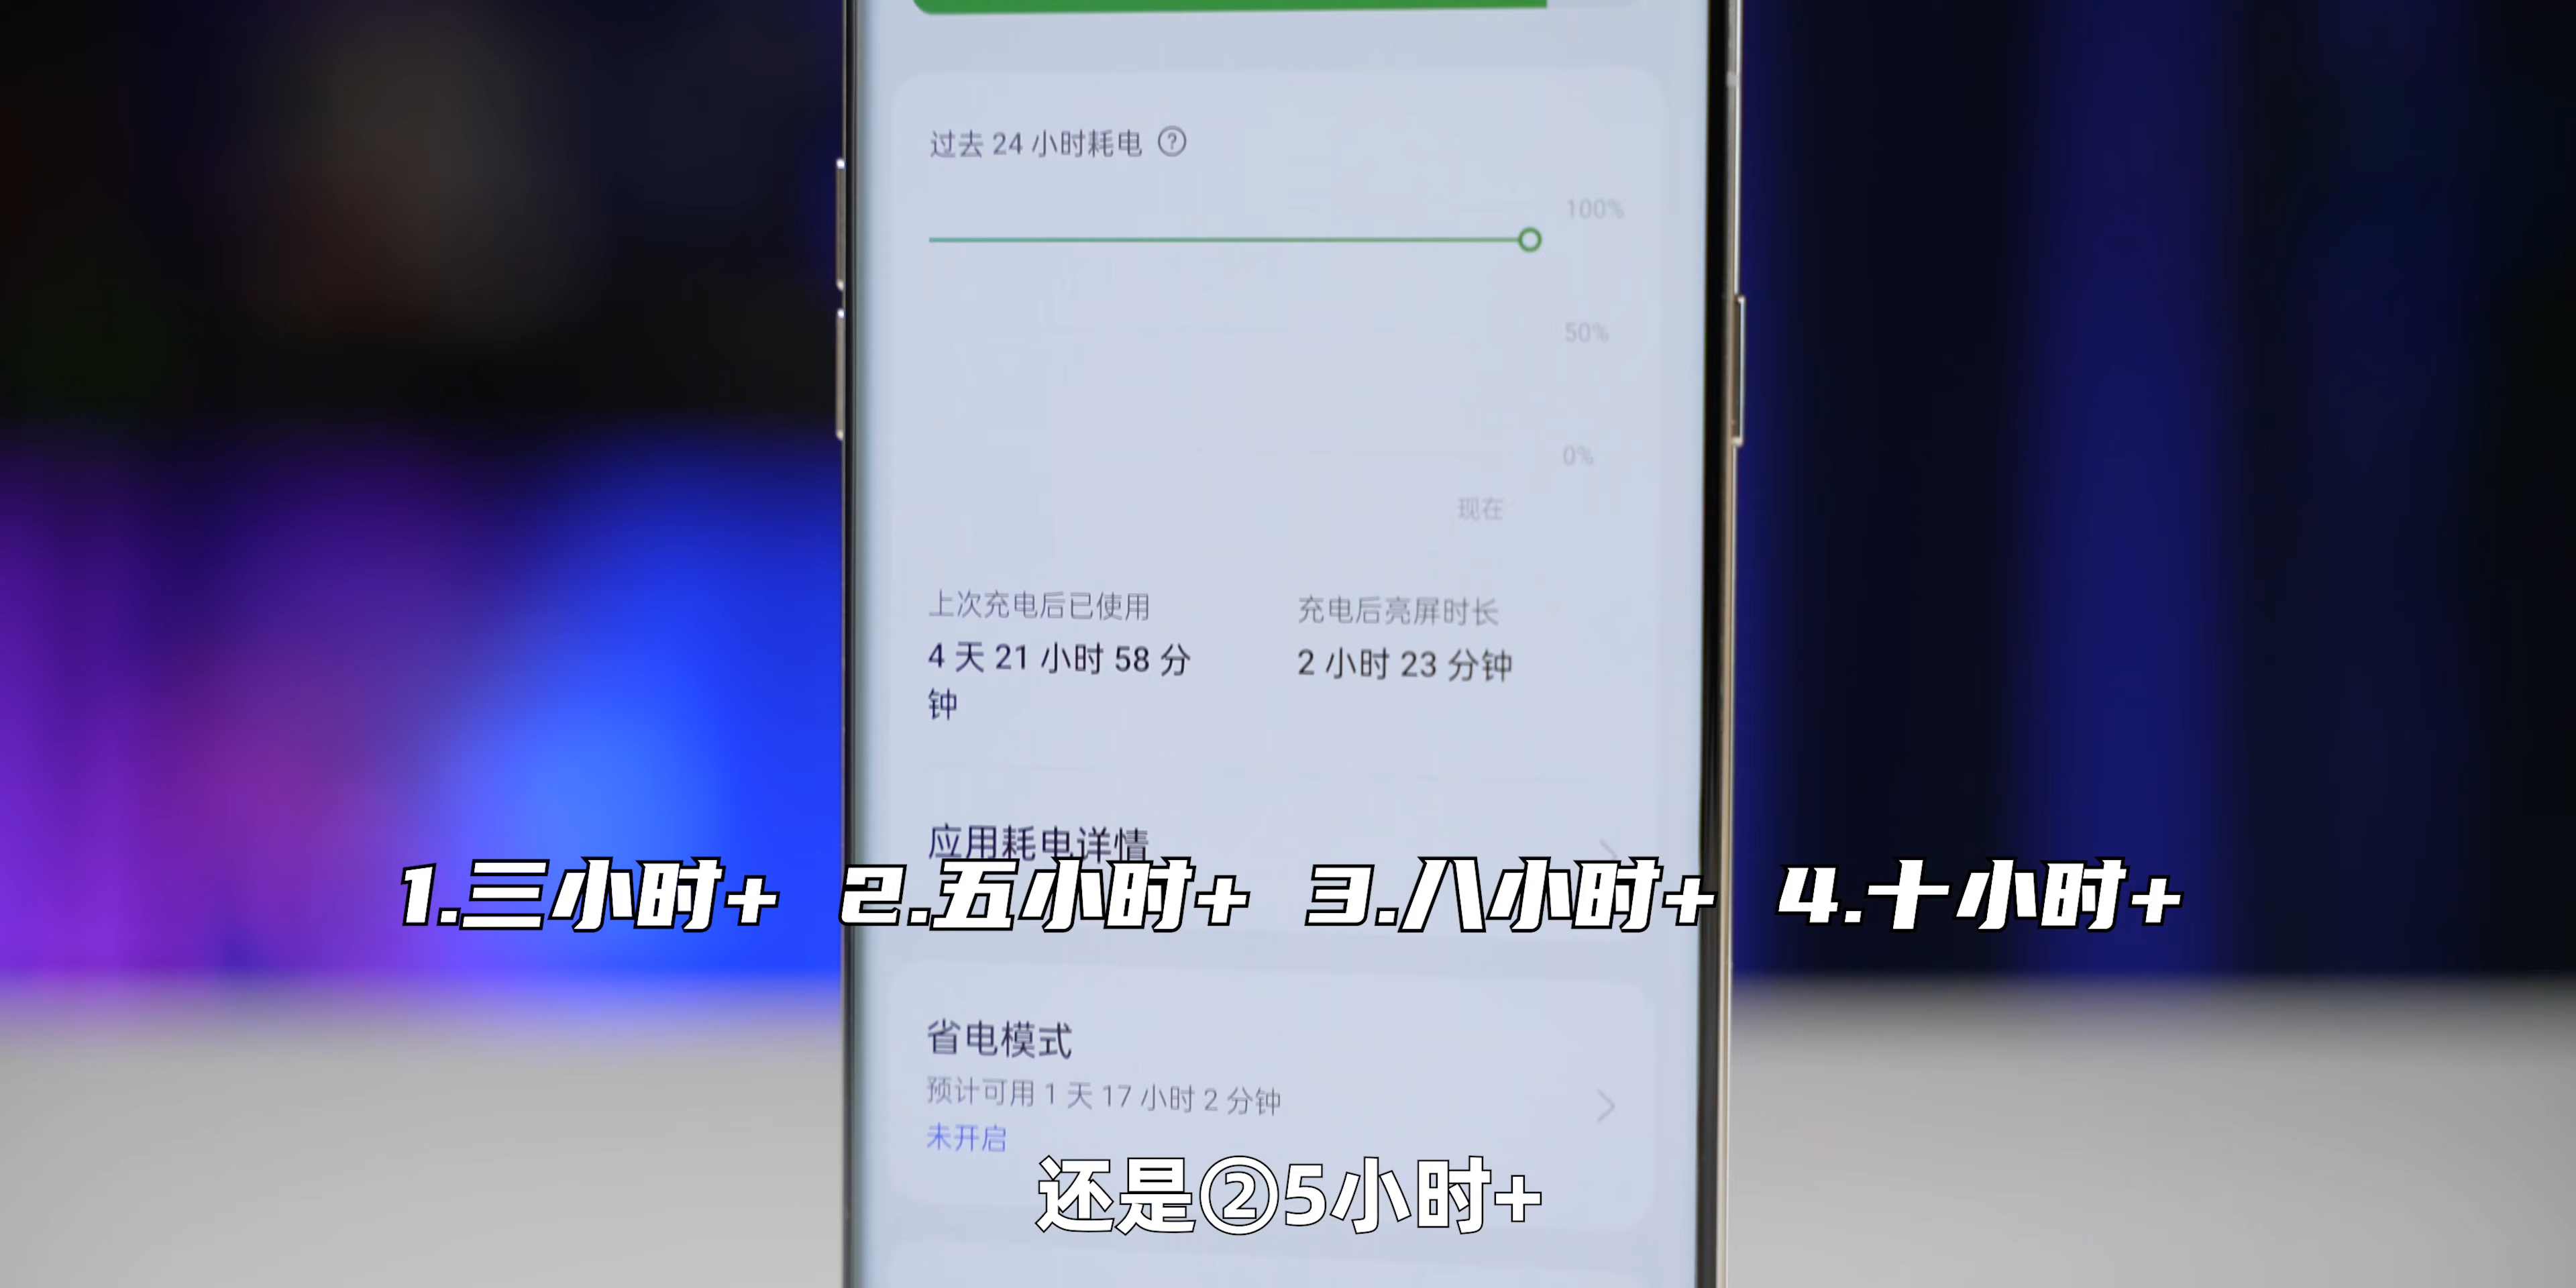 过去 24 小时耗电 ?
100%
50%
0%
现在
上次充电后已使用
充电后亮屏时长
4 天 21 小时 58 分
钟
2 小时 23 分钟
应用耗电详情
1.三小时+ 2.五小时+ 3.八小时+ 4.十小时+
省电模式
预计可用 1 天 17 小时 2 分钟
未开启
还是②5小时+